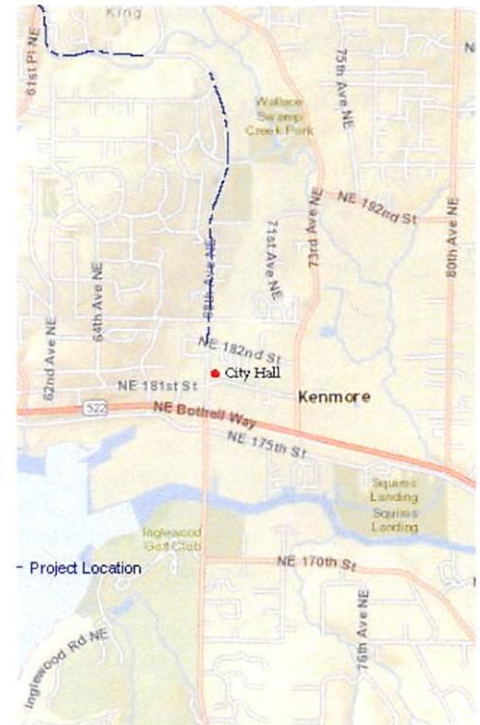 King
61st Pl NE
75th Ave NE
N
Wallace
Swamp
Creek Park
NE 192nd St
73rd Ave NE
80th Ave NE
71st Ave NE
68th Ave NE
64th Ave NE
62nd Ave NE
NE 182nd St
City Hall
NE 181st St
Kenmore
522
NE Bothell Way
NE 175th St
Squires
Landing
Squires
Landing
Inglewood
Golf Club
- Project Location
NE 170th St
76th Ave NE
Inglewood Rd NE